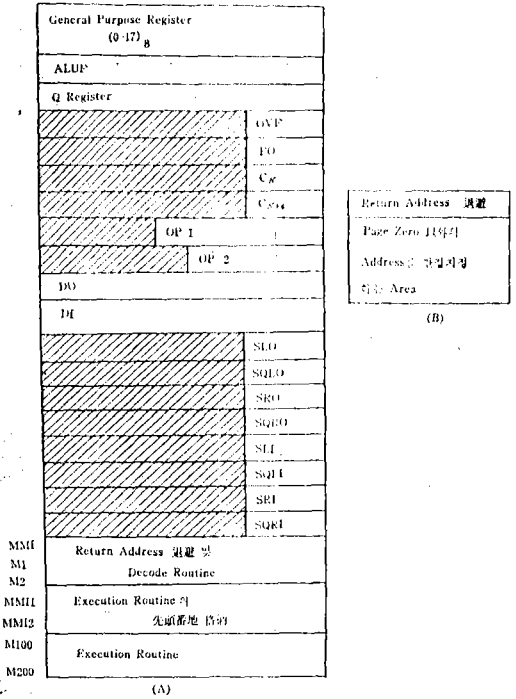 General Purpose Register
(0-17)8
ALUF
Q Register
OVF
FO
CN
CN+4
OP 1
OP 2
DO
DI
SLO
SQLO
SRO
SQRO
SLI
SQLI
SRI
SQRI
MMI
M1
M2
Return Address 退避 및
Decode Routine
MMI1
MMI2
Execution Routine 의
先頭番地
M100
M200
Execution Routine
(A)
Return Address 退避
Page Zero
Address
Area
(B)